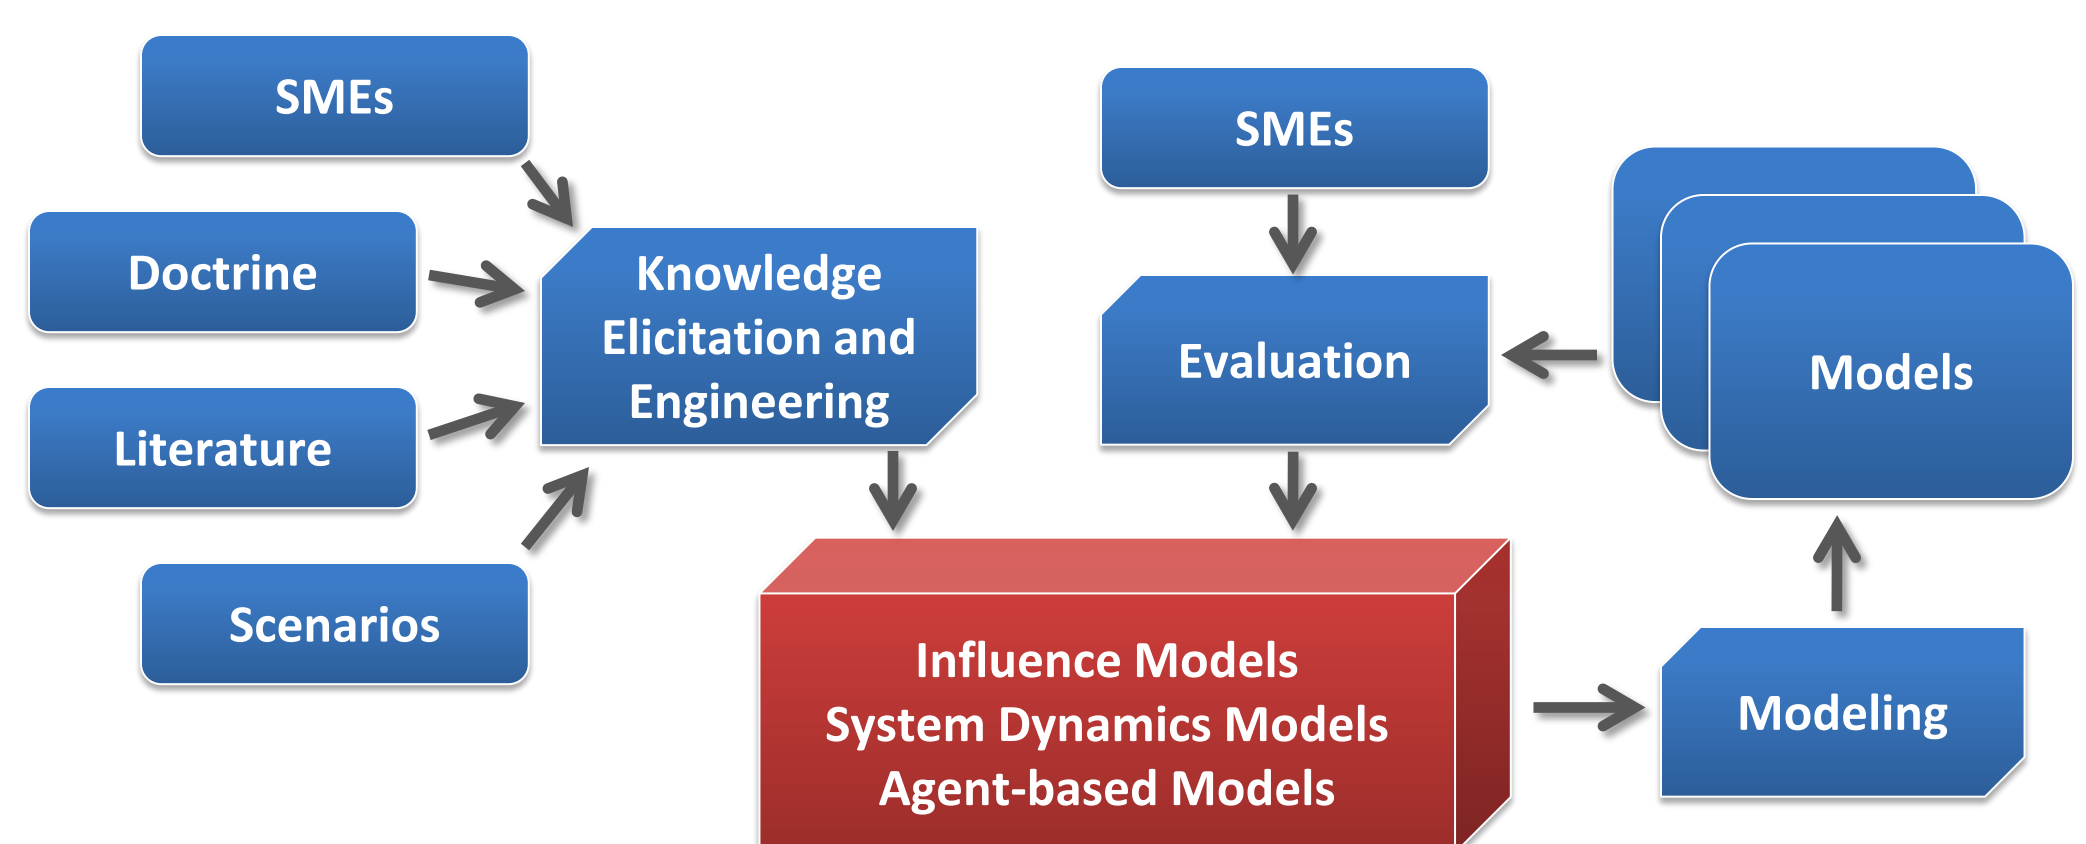 SMEs
Doctrine
Literature
Scenarios
Knowledge
Elicitation and
Engineering
SMEs
Evaluation
Models
Influence Models
System Dynamics Models
Agent-based Models
Modeling